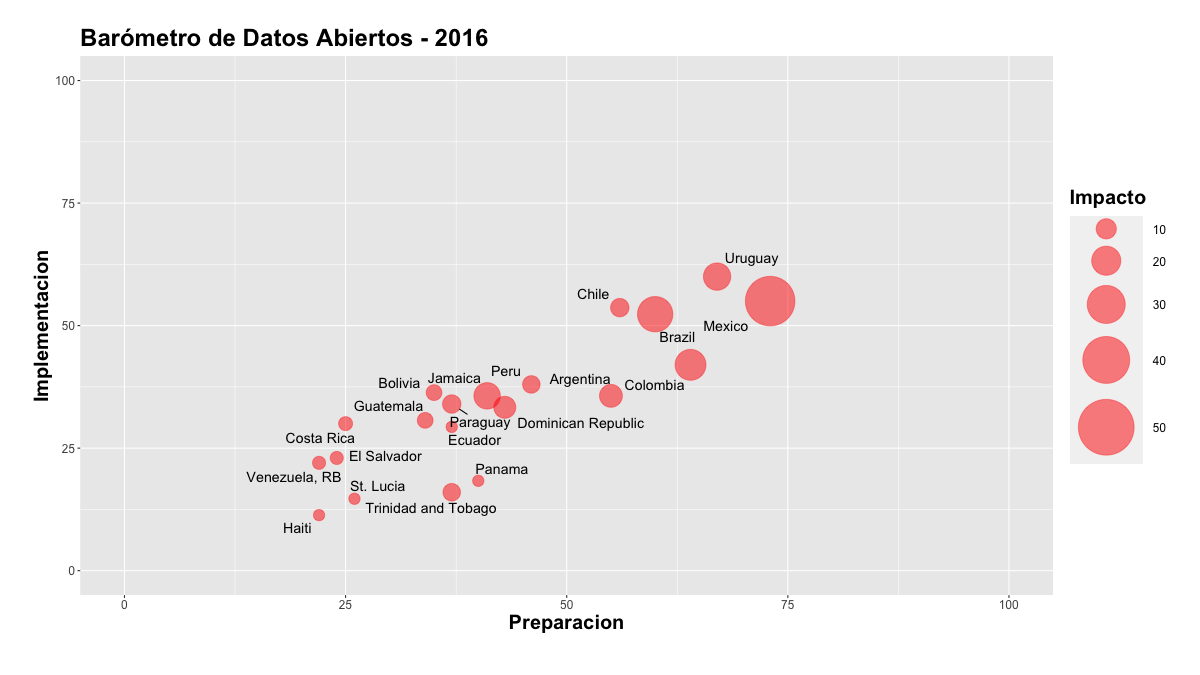 Barómetro de Datos Abiertos - 2016
100
75
50
25
0
Implementacion
Uruguay
Chile
Mexico
Brazil
Peru
Jamaica
Argentina
Bolivia
Colombia
Guatemala
Paraguay
Dominican Republic
Costa Rica
Ecuador
El Salvador
Panama
Venezuela, RB
St. Lucia
Trinidad and Tobago
Haiti
0
25
50
75
100
Preparacion
Impacto
10
20
30
40
50